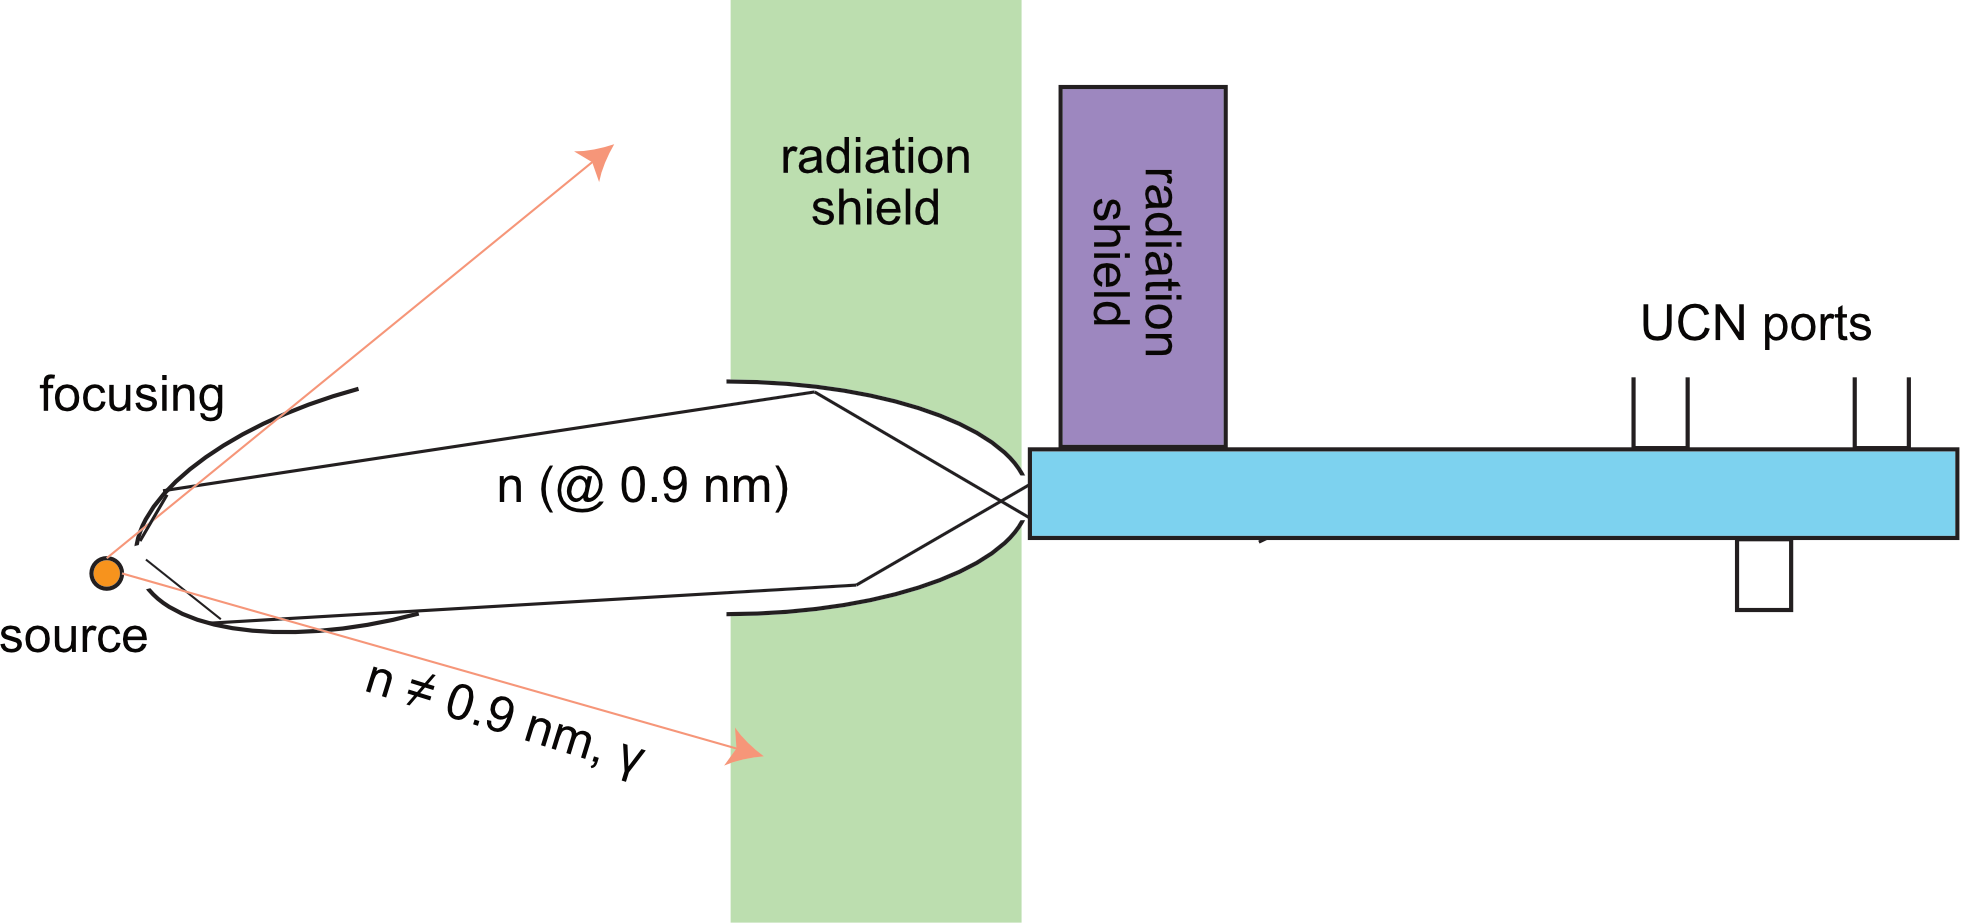 radiation
shield
radiation
shield
UCN ports
focusing
n (@ 0.9 nm)
source
n ≠ 0.9 nm, γ